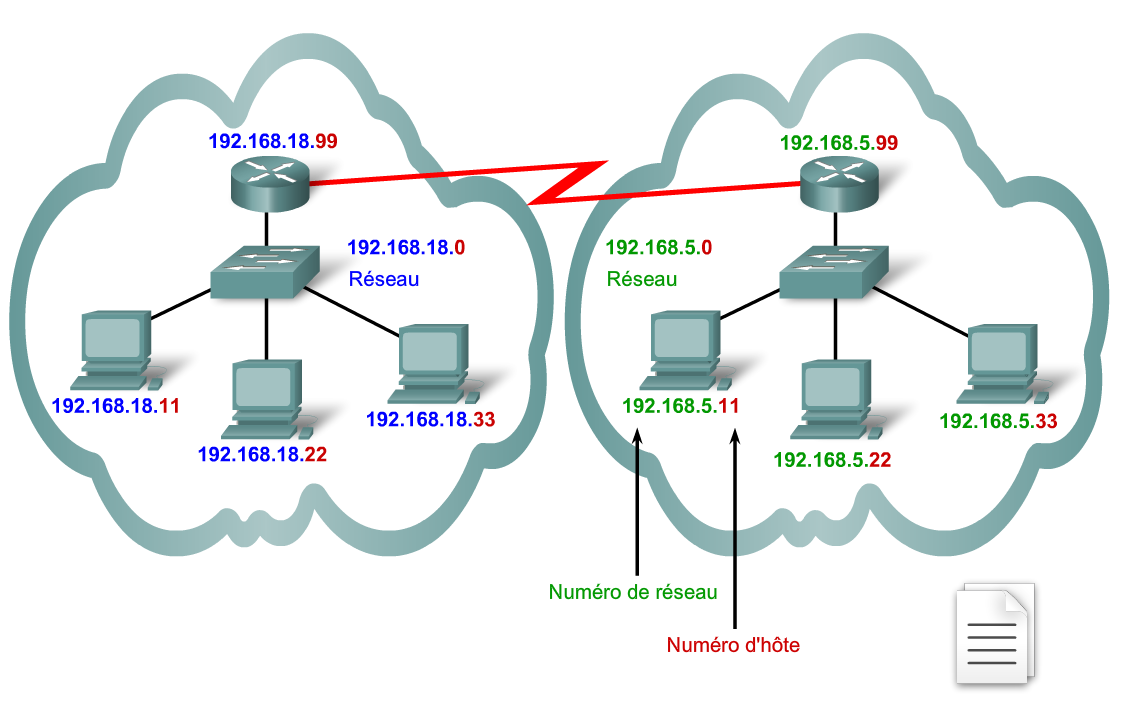 192.168.18.99
192.168.18.0
Réseau
192.168.18.11
192.168.18.33
192.168.18.22
192.168.5.99
192.168.5.0
Réseau
192.168.5.11
192.168.5.33
192.168.5.22
Numéro de réseau
Numéro d'hôte